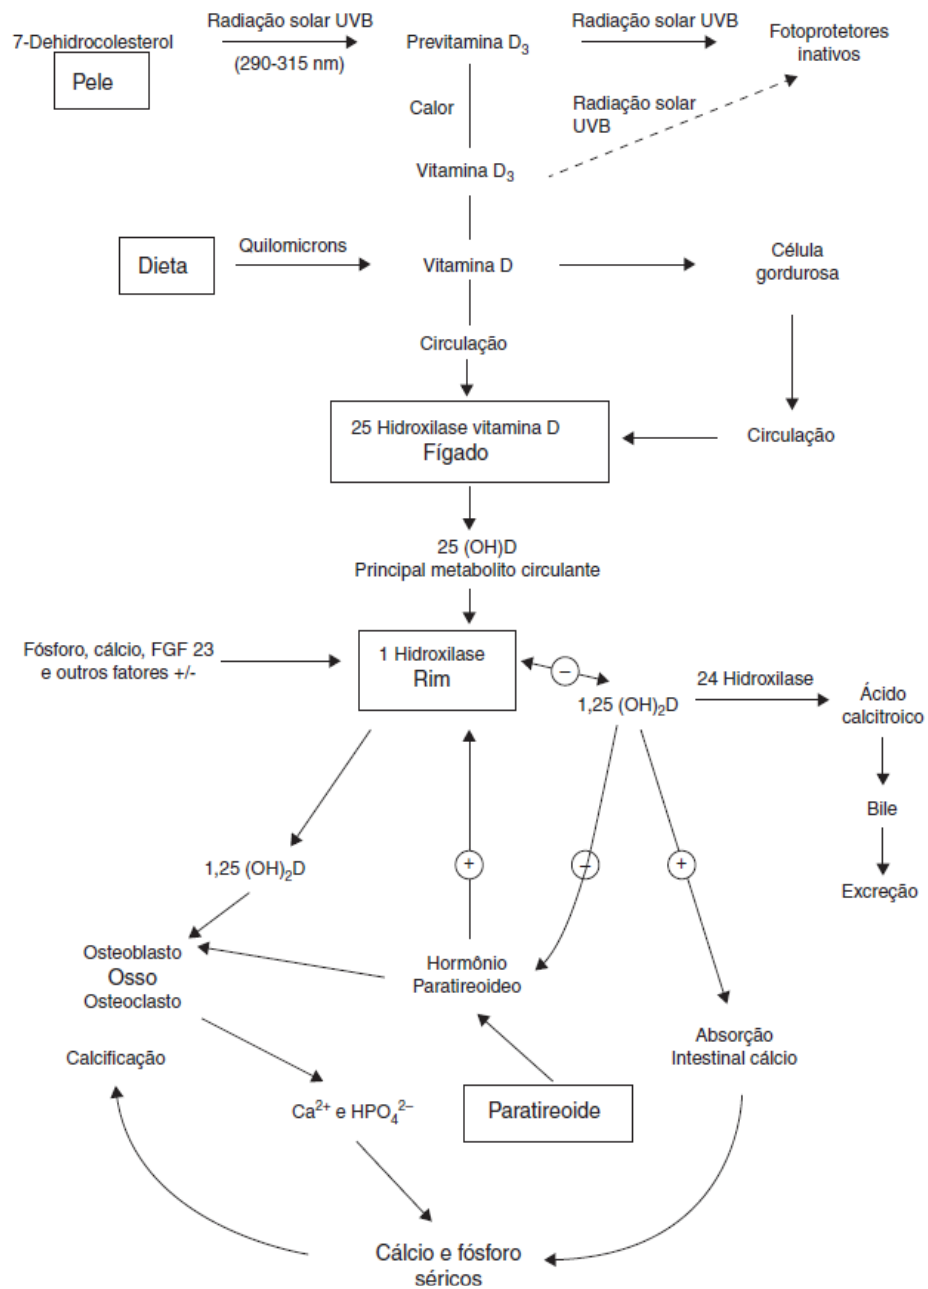 7-Dehidrocolesterol
Pele
Radiação solar UVB
(290-315 nm)
Previtamina D3
Radiação solar UVB
Fotoprotetores
inativos
Calor
Radiação solar
UVB
Vitamina D3
Dieta
Quilomicrons
Vitamina D
Célula
gordurosa
Circulação
25 Hidroxilase vitamina D
Fígado
Circulação
25 (OH)D
Principal metabolito circulante
Fósforo, cálcio, FGF 23
e outros fatores +/-
1 Hidroxilase
Rim
–
1,25 (OH)2D
24 Hidroxilase
Ácido
calcitroico
Bile
Excreção
1,25 (OH)2D
+
–
+
Osteoblasto
Osso
Osteoclasto
Hormônio
Paratireoideo
Calcificação
Absorção
Intestinal cálcio
Ca2+ e HPO42–
Paratireoide
Cálcio e fósforo
séricos